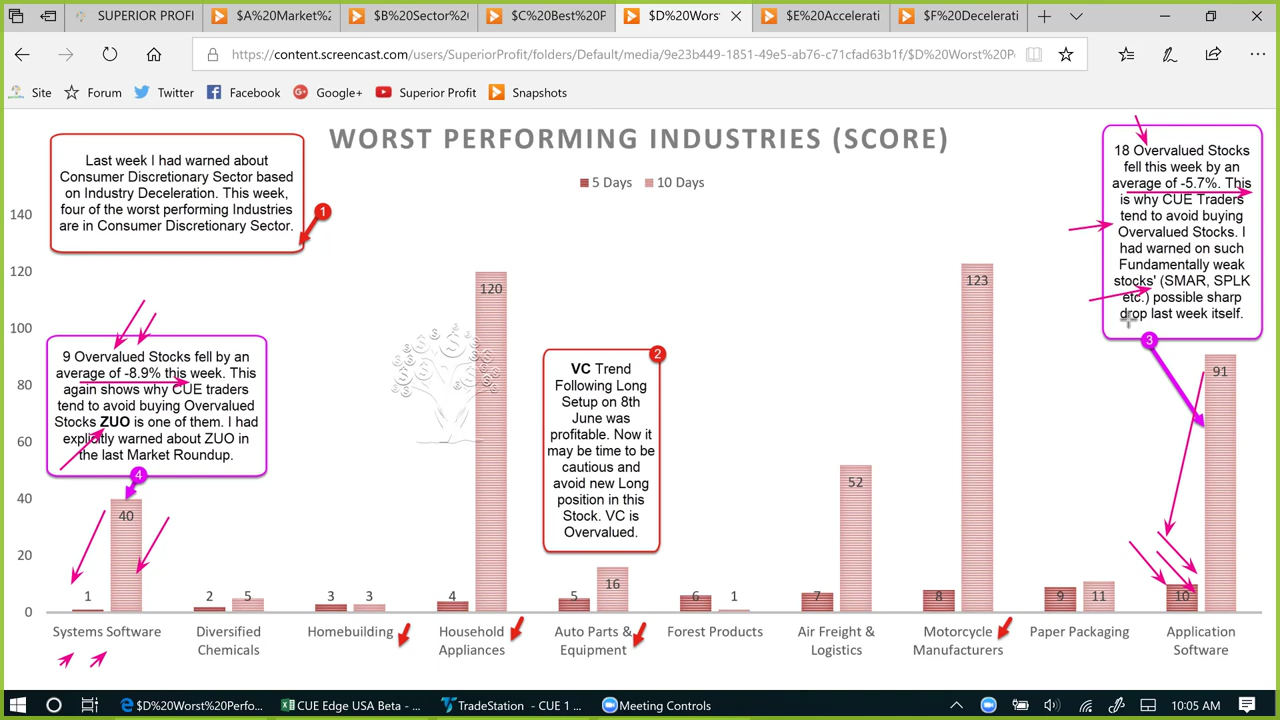 SUPERIOR PROFI
$A%20Market%2
$B%20Sector%20
$C%20Best%20P
$D%20Wors
$E%20Accelerati
$F%20Decelerati
https://content.screencast.com/users/SuperiorProfit/folders/Default/media/9e23b449-1851-49e5-ab76-c71cfad63b1f/$D%20Worst%20P
Site
Forum
Twitter
Facebook
Google+
Superior Profit
Snapshots
WORST PERFORMING INDUSTRIES (SCORE)
5 Days
10 Days
Last week I had warned about
Consumer Discretionary Sector based
on Industry Deceleration. This week,
four of the worst performing Industries
are in Consumer Discretionary Sector.
1
18 Overvalued Stocks
fell this week by an
average of -5.7%. This
is why CUE Traders
tend to avoid buying
Overvalued Stocks. I
had warned on such
Fundamentally weak
stocks' (SMAR, SPLK
etc.) possible sharp
drop last week itself.
3
9 Overvalued Stocks fell by an
average of -8.9% this week. This
again shows why CUE traders
tend to avoid buying Overvalued
Stocks ZUO is one of them. I had
explicitly warned about ZUO in
the last Market Roundup.
4
2
VC Trend
Following Long
Setup on 8th
June was
profitable. Now it
may be time to be
cautious and
avoid new Long
position in this
Stock. VC is
Overvalued.
140
120
100
80
60
40
20
0
1
40
2
5
3
3
4
120
5
16
6
1
7
52
8
123
9
11
10
91
Systems Software
Diversified
Chemicals
Homebuilding
Household
Appliances
Auto Parts &
Equipment
Forest Products
Air Freight &
Logistics
Motorcycle
Manufacturers
Paper Packaging
Application
Software
$D%20Worst%20Perfo...
CUE Edge USA Beta - ...
TradeStation - CUE 1 ...
Meeting Controls
10:05 AM